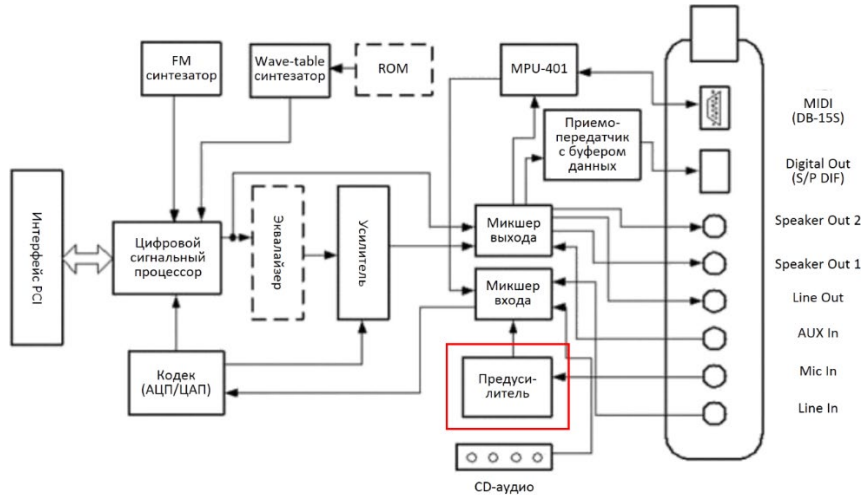 FM
синтезатор
Wave-table
синтезатор
ROM
MPU-401
MIDI
(DB-15S)
Приемо-
передатчик
с буфером
данных
Digital Out
(S/P DIF)
Интерфейс PCI
Цифровой
сигнальный
процессор
Эквалайзер
Усилитель
Микшер
выхода
Speaker Out 2
Speaker Out 1
Микшер
входа
Line Out
AUX In
Кодек
(АЦП/ЦАП)
Предуси-
литель
Mic In
Line In
CD-аудио